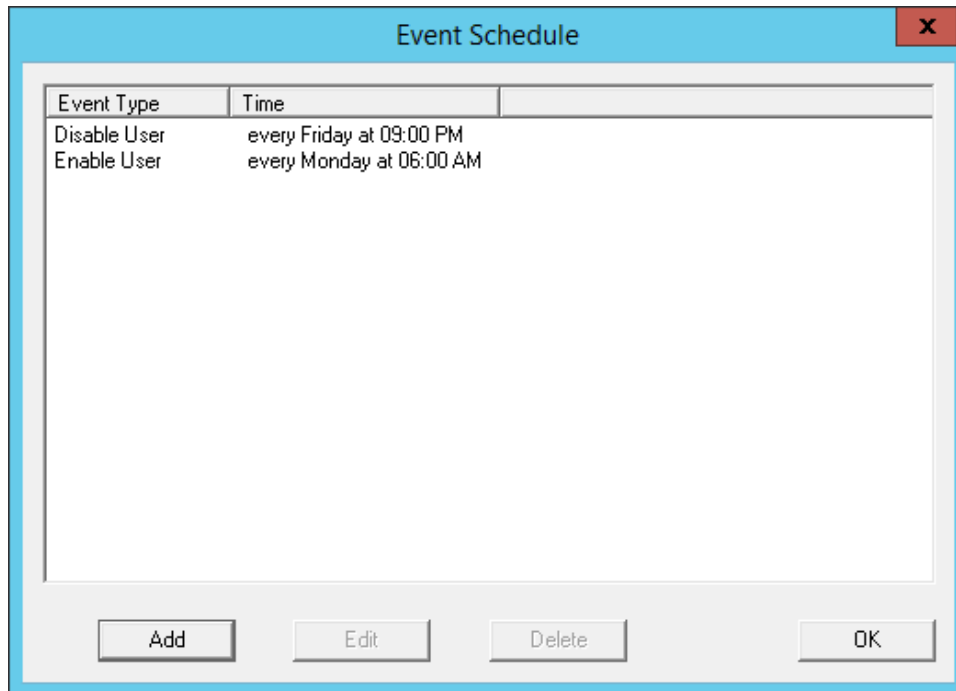 Event Schedule
x
Event Type Time
Disable User every Friday at 09:00 PM
Enable User every Monday at 06:00 AM
Add Edit Delete OK